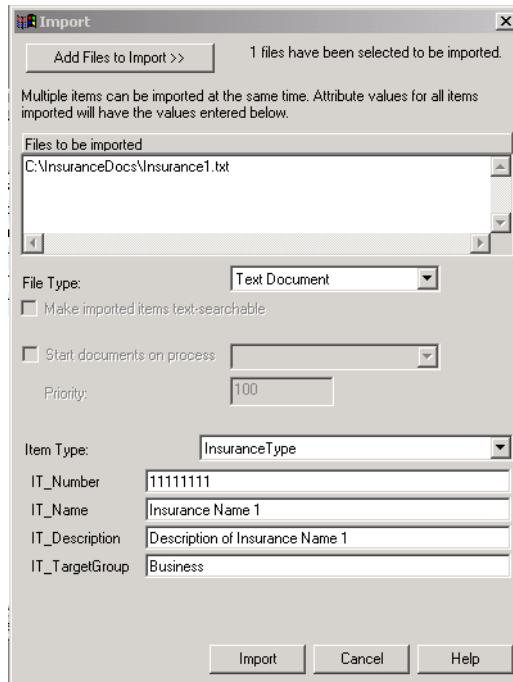 Import
Add Files to Import >>
1 files have been selected to be imported.
Multiple items can be imported at the same time. Attribute values for all items
imported will have the values entered below.
Files to be imported
C:\InsuranceDocs\Insurance1.txt
File Type:
Text Document
Make imported items text-searchable
Start documents on process
Priority:
100
Item Type:
InsuranceType
IT_Number
11111111
IT_Name
Insurance Name 1
IT_Description
Description of Insurance Name 1
IT_TargetGroup
Business
Import
Cancel
Help